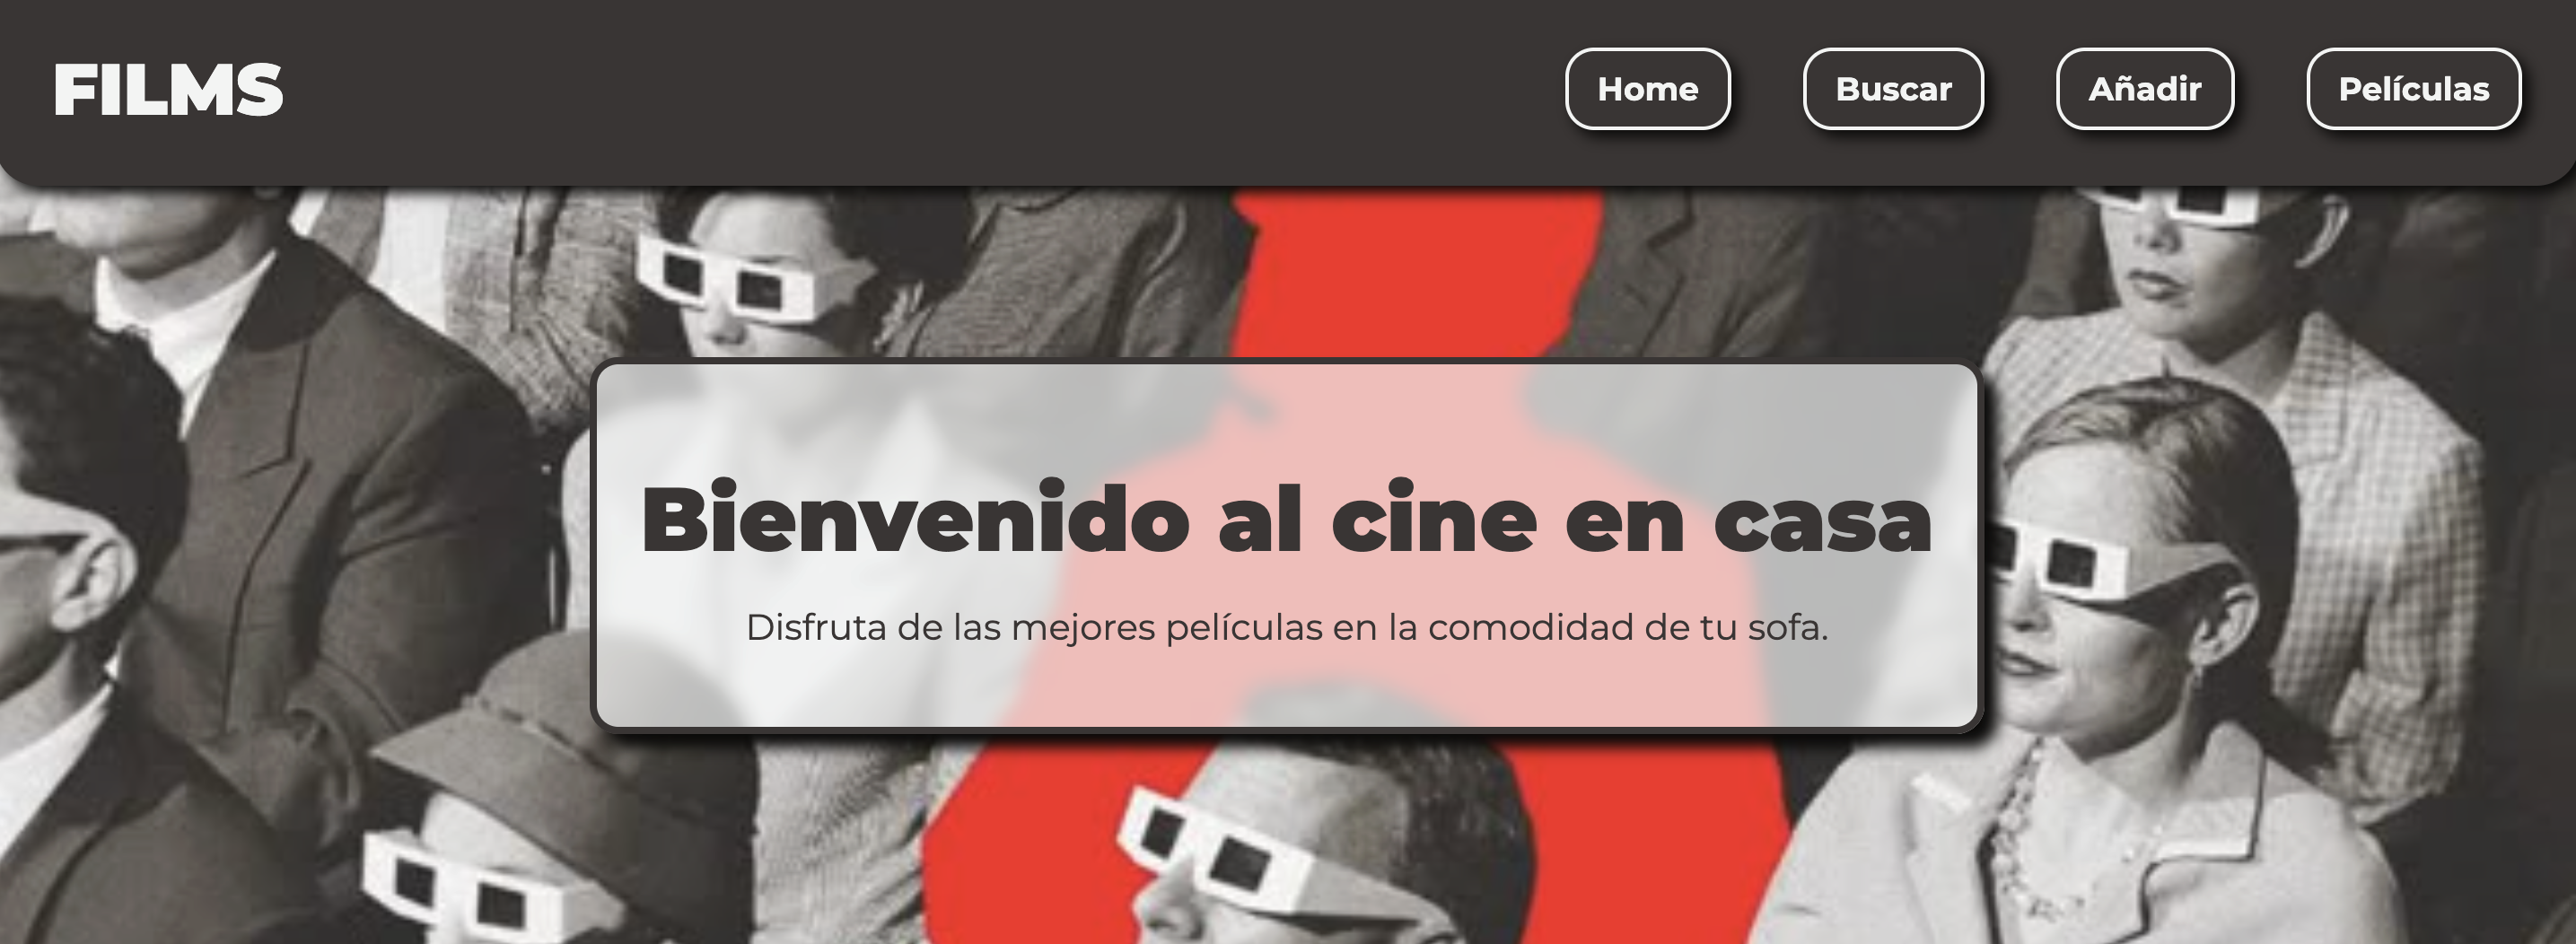 FILMS
Home Buscar Añadir Películas
Bienvenido al cine en casa
Disfruta de las mejores películas en la comodidad de tu sofa.